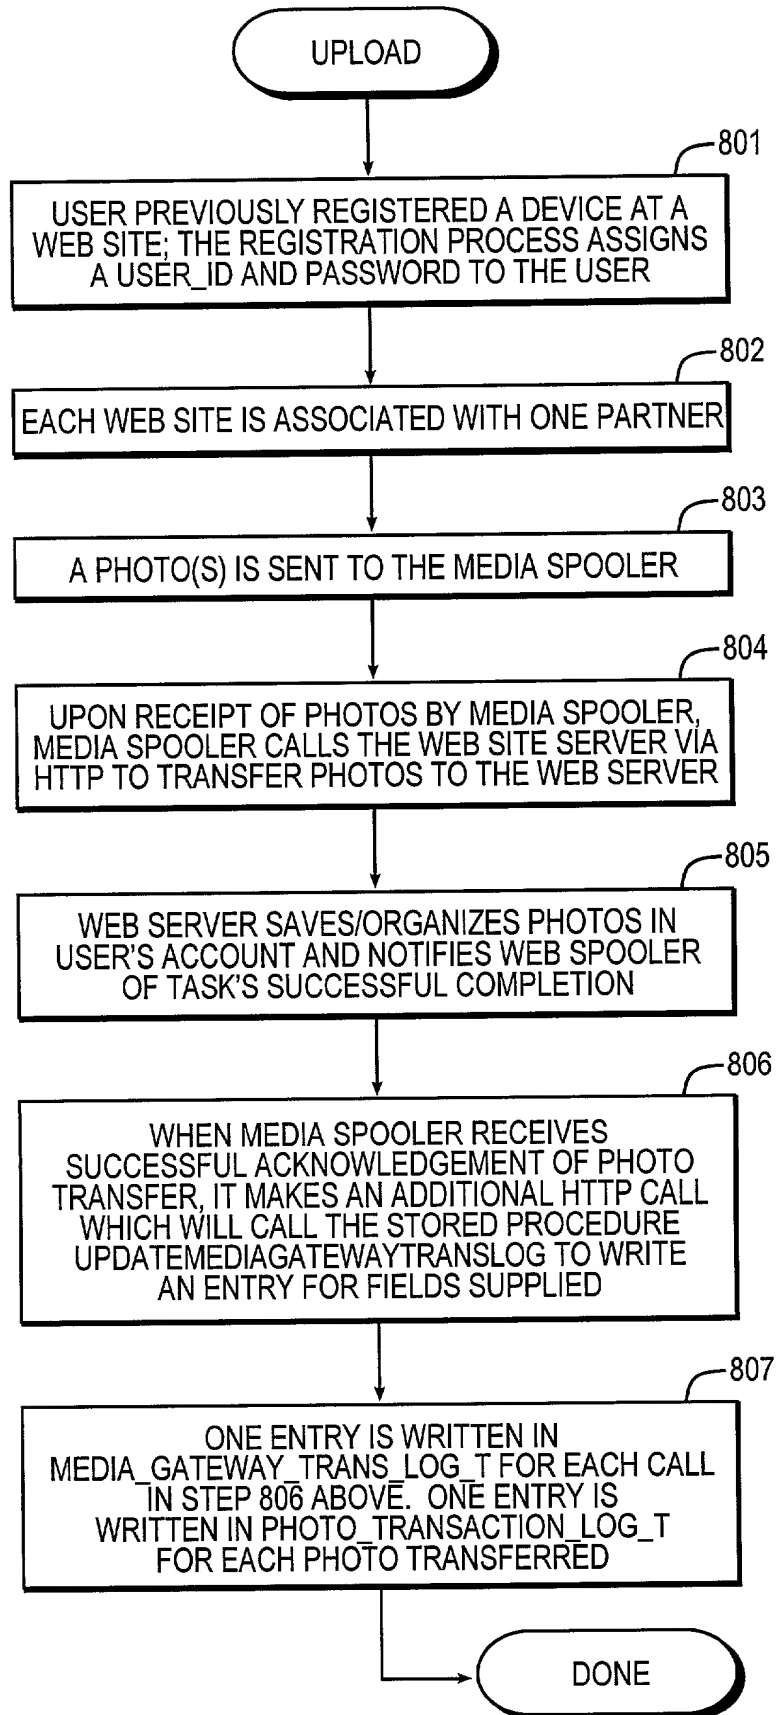 UPLOAD
801
USER PREVIOUSLY REGISTERED A DEVICE AT A
WEB SITE; THE REGISTRATION PROCESS ASSIGNS
A USER_ID AND PASSWORD TO THE USER
802
EACH WEB SITE IS ASSOCIATED WITH ONE PARTNER
803
A PHOTO(S) IS SENT TO THE MEDIA SPOOLER
804
UPON RECEIPT OF PHOTOS BY MEDIA SPOOLER,
MEDIA SPOOLER CALLS THE WEB SITE SERVER VIA
HTTP TO TRANSFER PHOTOS TO THE WEB SERVER
805
WEB SERVER SAVES/ORGANIZES PHOTOS IN
USER'S ACCOUNT AND NOTIFIES WEB SPOOLER
OF TASK'S SUCCESSFUL COMPLETION
806
WHEN MEDIA SPOOLER RECEIVES
SUCCESSFUL ACKNOWLEDGEMENT OF PHOTO
TRANSFER, IT MAKES AN ADDITIONAL HTTP CALL
WHICH WILL CALL THE STORED PROCEDURE
UPDATEMEDIAGATEWAYTRANSLOG TO WRITE
AN ENTRY FOR FIELDS SUPPLIED
807
ONE ENTRY IS WRITTEN IN
MEDIA_GATEWAY_TRANS_LOG_T FOR EACH CALL
IN STEP 806 ABOVE. ONE ENTRY IS
WRITTEN IN PHOTO_TRANSACTION_LOG_T
FOR EACH PHOTO TRANSFERRED
DONE